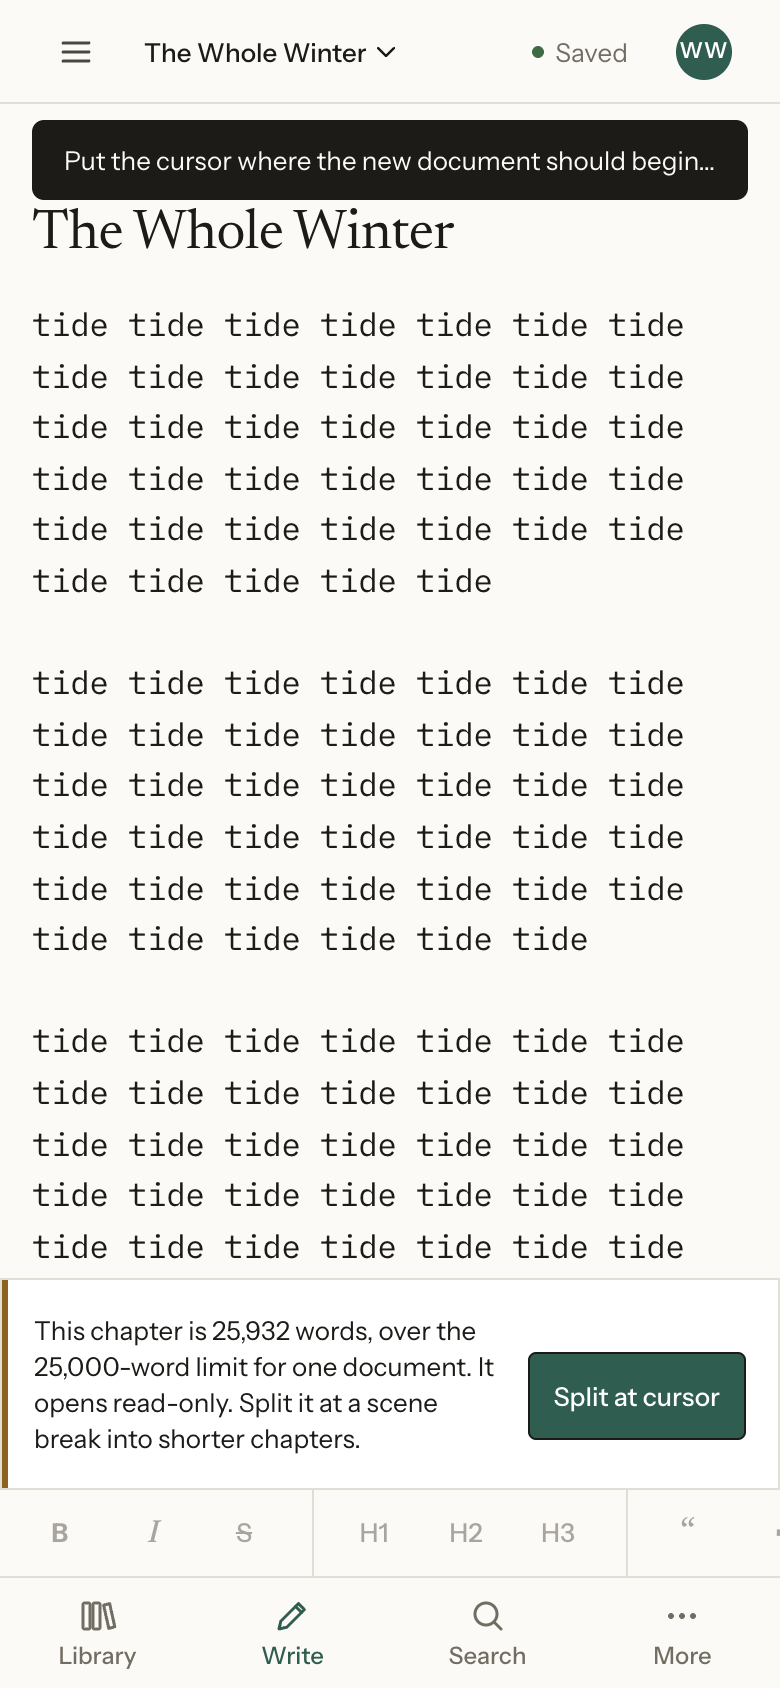 The Whole Winter
Saved
WW
Put the cursor where the new document should begin...
The Whole Winter
tide tide tide tide tide tide tide
tide tide tide tide tide tide tide
tide tide tide tide tide tide tide
tide tide tide tide tide tide tide
tide tide tide tide tide tide tide
tide tide tide tide tide
tide tide tide tide tide tide tide
tide tide tide tide tide tide tide
tide tide tide tide tide tide tide
tide tide tide tide tide tide tide
tide tide tide tide tide tide tide
tide tide tide tide tide tide
tide tide tide tide tide tide tide
tide tide tide tide tide tide tide
tide tide tide tide tide tide tide
tide tide tide tide tide tide tide
tide tide tide tide tide tide tide
This chapter is 25,932 words, over the
25,000-word limit for one document. It
opens read-only. Split it at a scene
break into shorter chapters.
Split at cursor
B I S H1 H2 H3 “
Library Write Search More